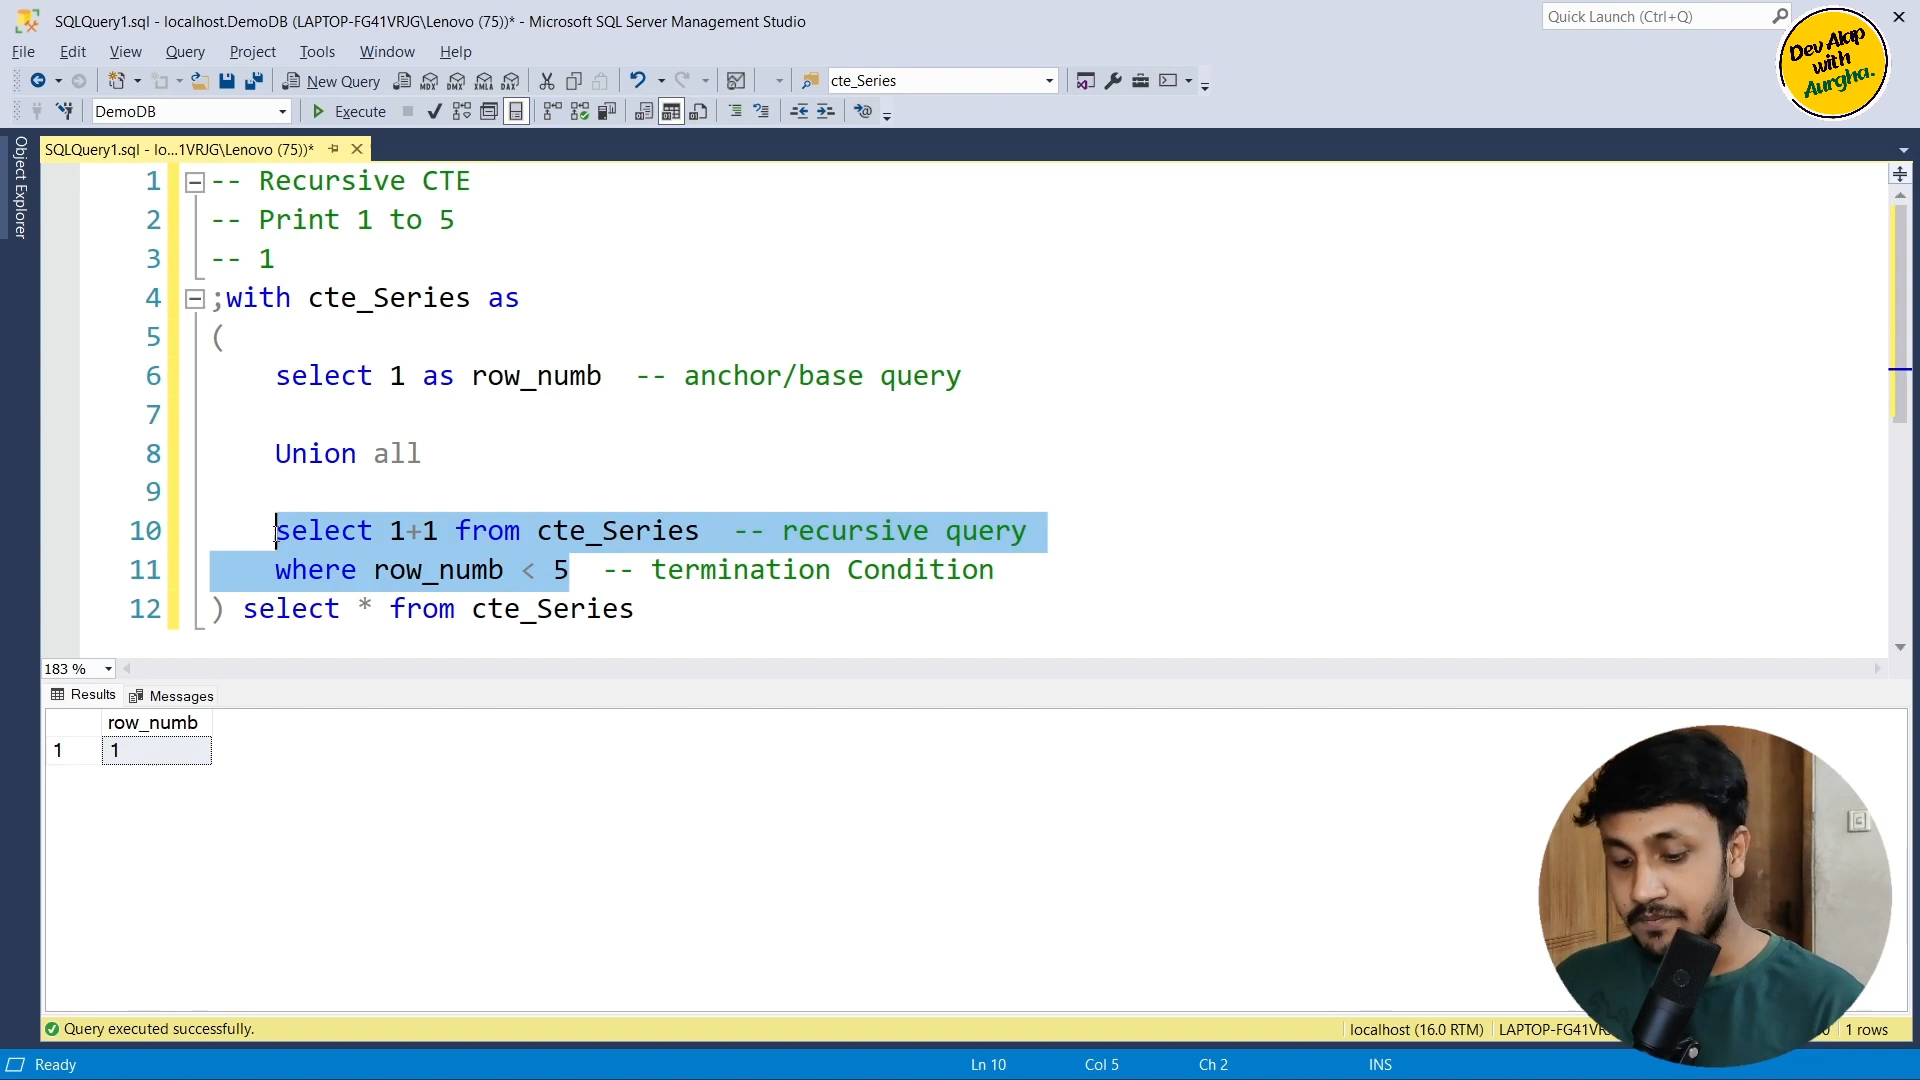 SQLQuery1.sql - localhost.DemoDB (LAPTOP-FG41VRJG\Lenovo (75))* - Microsoft SQL Server Management Studio
Quick Launch (Ctrl+Q)
Dev Alap
with
Aurgha.
File Edit View Query Project Tools Window Help
New Query
MDX DMX XMLA DAX
cte_Series
DemoDB
Execute
Object Explorer
SQLQuery1.sql - lo...1VRJG\Lenovo (75))*
1 -- Recursive CTE
2 -- Print 1 to 5
3 -- 1
4 ;with cte_Series as
5 (
6 select 1 as row_numb -- anchor/base query
7
8 Union all
9
10 select 1+1 from cte_Series -- recursive query
11 where row_numb < 5 -- termination Condition
12 ) select * from cte_Series
183 %
Results Messages
row_numb
1 1
Query executed successfully.
localhost (16.0 RTM) 1 rows
Ready Ln 10 Col 5 Ch 2 INS